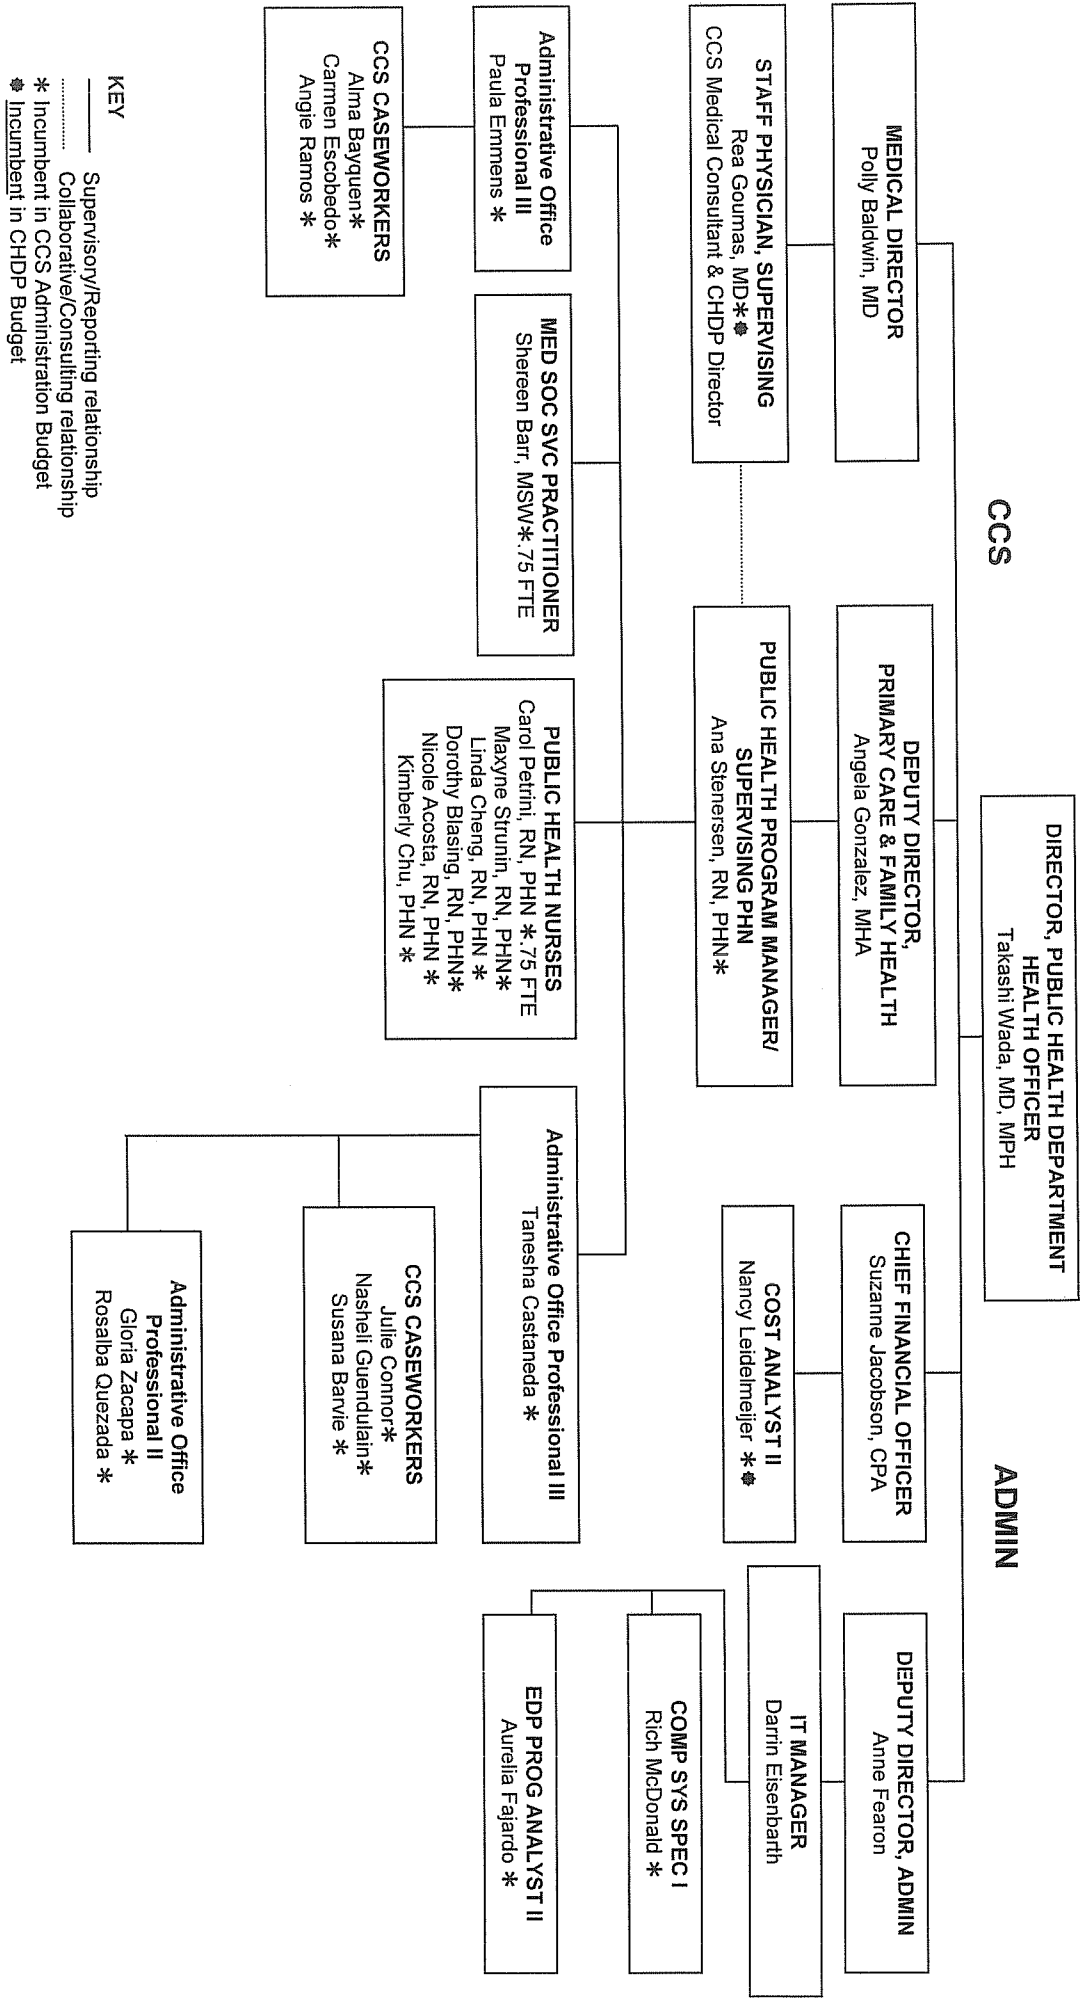 CCS
ADMIN
DIRECTOR, PUBLIC HEALTH DEPARTMENT
HEALTH OFFICER
Takashi Wada, MD, MPH
MEDICAL DIRECTOR
Polly Baldwin, MD
DEPUTY DIRECTOR,
PRIMARY CARE & FAMILY HEALTH
Angela Gonzalez, MHA
CHIEF FINANCIAL OFFICER
Suzanne Jacobson, CPA
DEPUTY DIRECTOR, ADMIN
Anne Fearon
STAFF PHYSICIAN, SUPERVISING
Rea Goumas, MD✱✹
CCS Medical Consultant & CHDP Director
PUBLIC HEALTH PROGRAM MANAGER/
SUPERVISING PHN
Ana Stenersen, RN, PHN✱
COST ANALYST II
Nancy Leidelmeijer ✱✹
IT MANAGER
Darrin Eisenbarth
COMP SYS SPEC I
Rich McDonald ✱
EDP PROG ANALYST II
Aurelia Fajardo ✱
Administrative Office
Professional III
Paula Emmens ✱
MED SOC SVC PRACTITIONER
Shereen Barr, MSW✱.75 FTE
PUBLIC HEALTH NURSES
Carol Petrini, RN, PHN ✱.75 FTE
Maxyne Strunin, RN, PHN✱
Linda Cheng, RN, PHN ✱
Dorothy Blasing, RN, PHN✱
Nicole Acosta, RN, PHN ✱
Kimberly Chu, PHN ✱
Administrative Office Professional III
Tanesha Castaneda ✱
CCS CASEWORKERS
Alma Bayquen✱
Carmen Escobedo✱
Angie Ramos ✱
CCS CASEWORKERS
Julie Connor✱
Nasheli Guendulain✱
Susana Barvie ✱
Administrative Office
Professional II
Gloria Zacapa ✱
Rosalba Quezada ✱
KEY
Supervisory/Reporting relationship
Collaborative/Consulting relationship
✱ Incumbent in CCS Administration Budget
✹ Incumbent in CHDP Budget